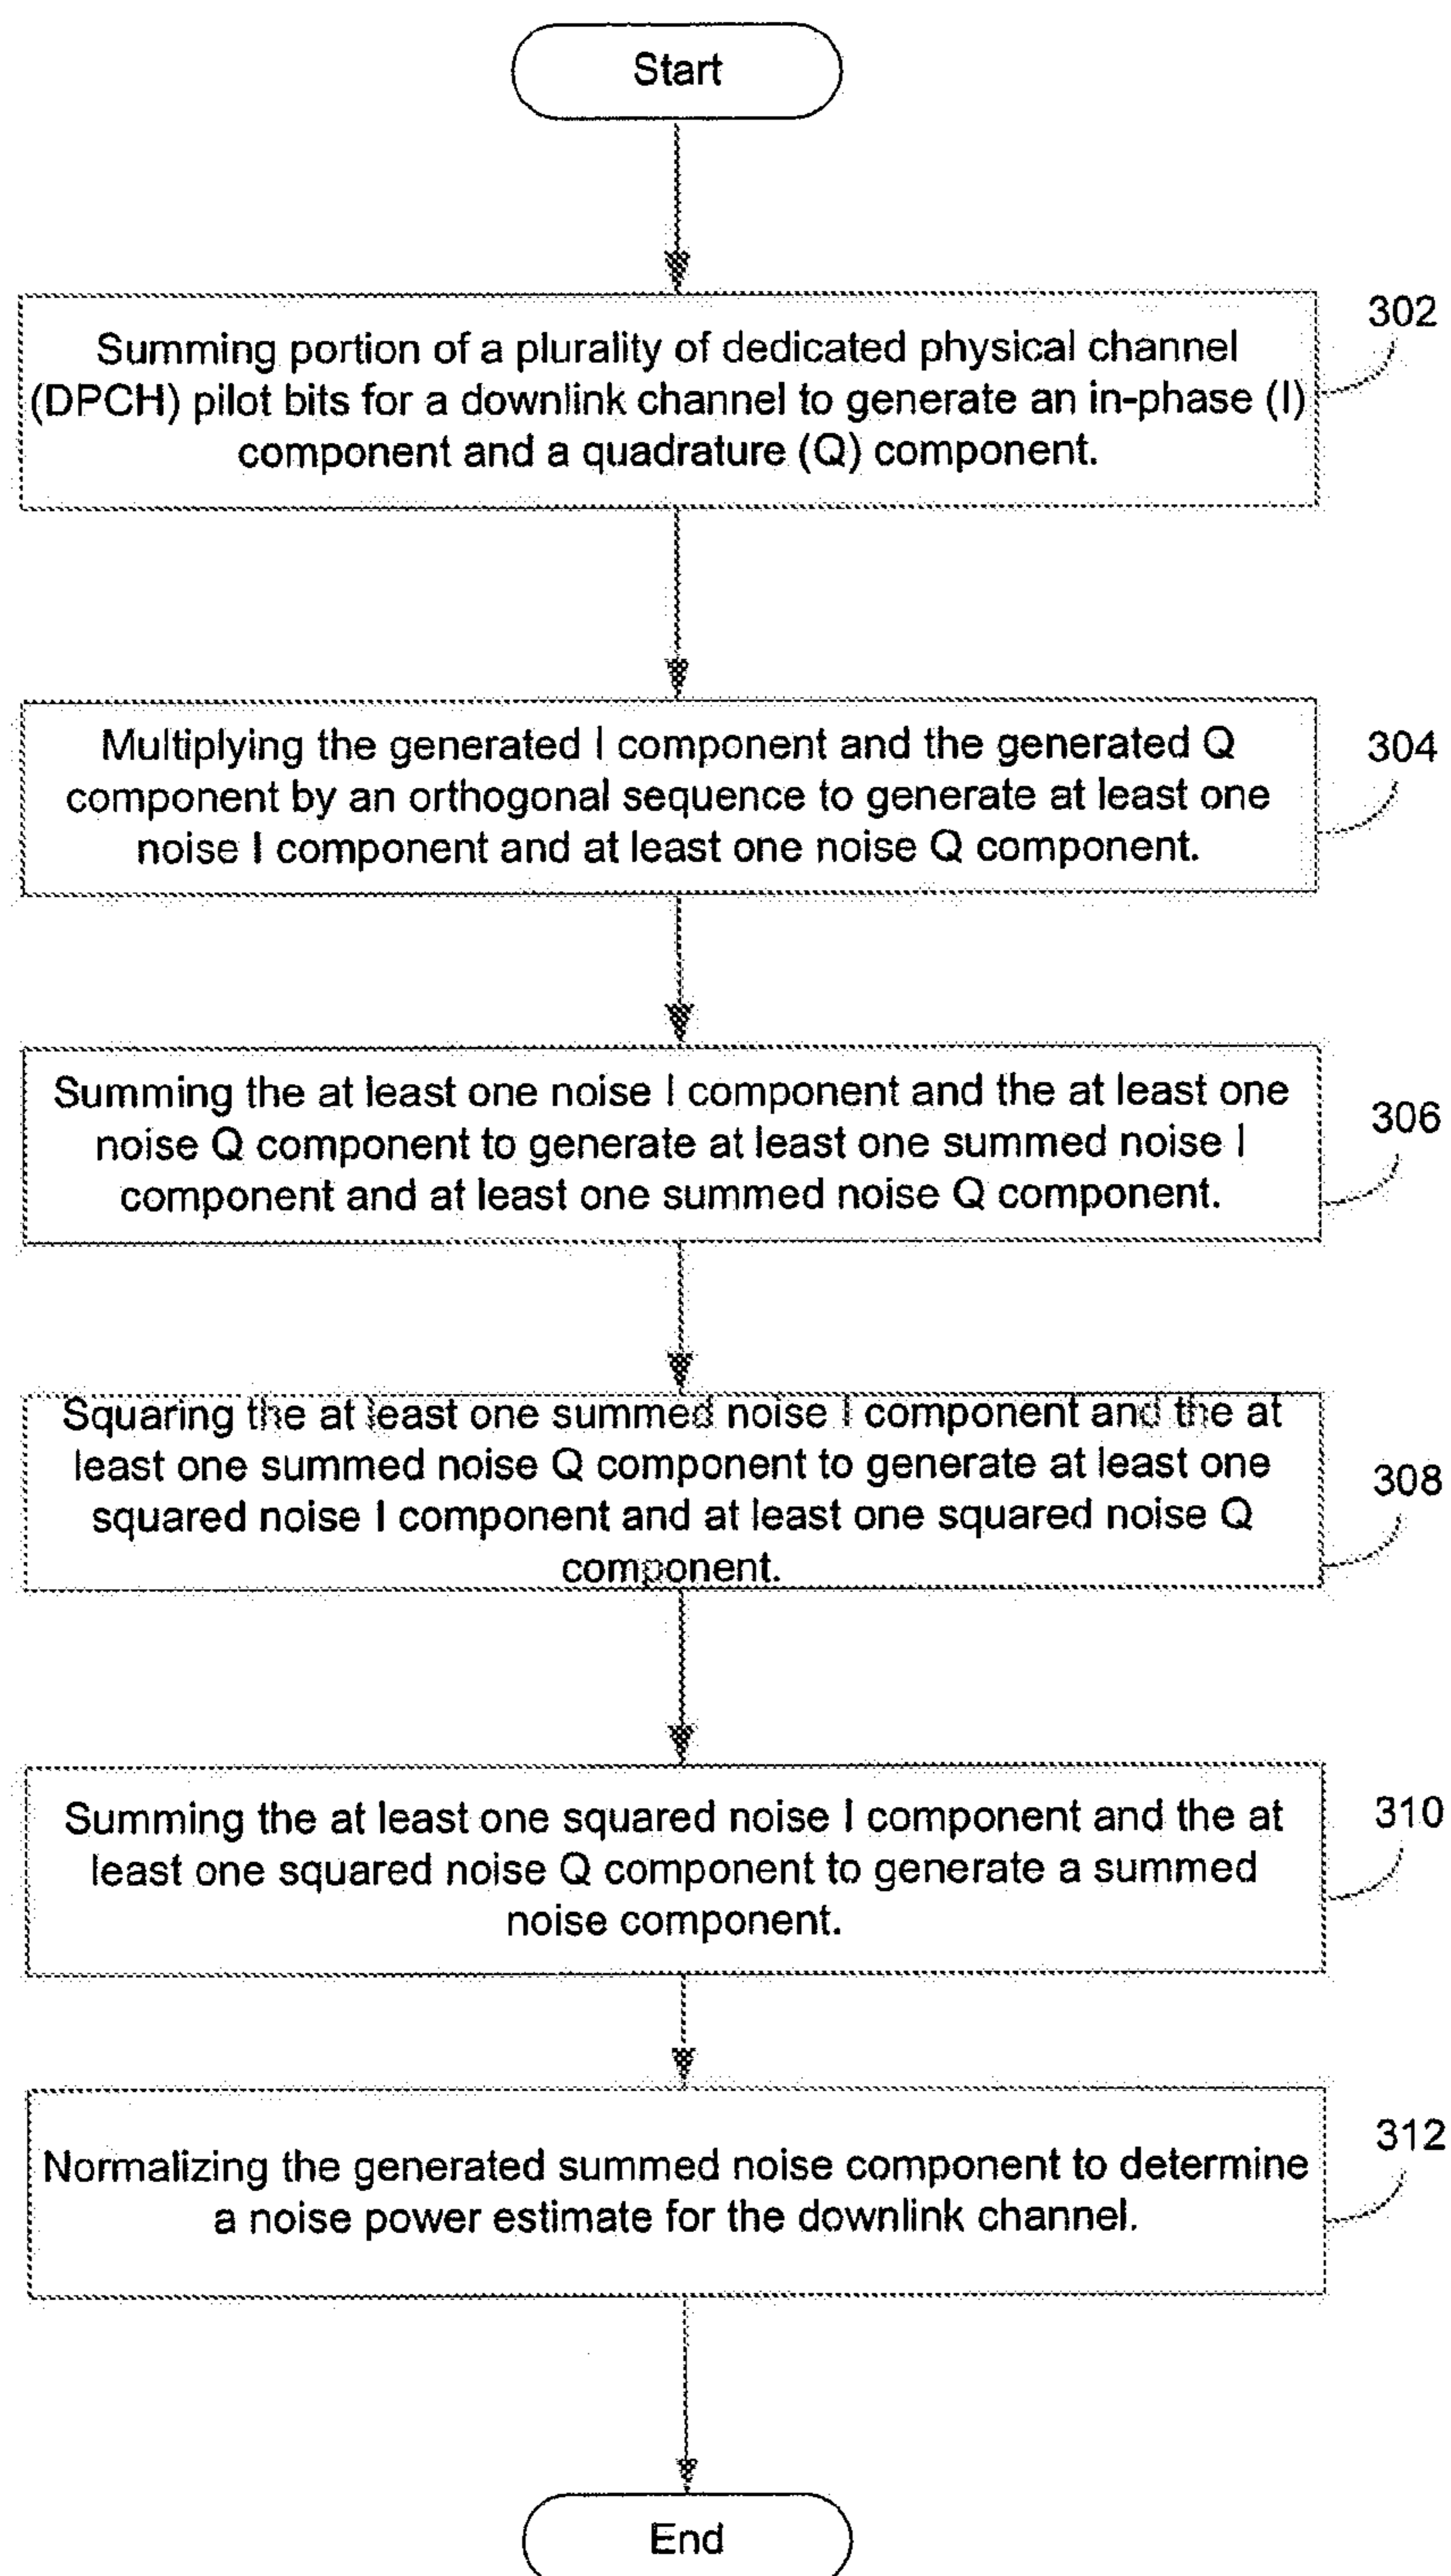 Start
302
Summing portion of a plurality of dedicated physical channel
(DPCH) pilot bits for a downlink channel to generate an in-phase (I)
component and a quadrature (Q) component.
304
Multiplying the generated I component and the generated Q
component by an orthogonal sequence to generate at least one
noise I component and at least one noise Q component.
306
Summing the at least one noise I component and the at least one
noise Q component to generate at least one summed noise I
component and at least one summed noise Q component.
308
Squaring the at least one summed noise I component and the at
least one summed noise Q component to generate at least one
squared noise I component and at least one squared noise Q
component.
310
Summing the at least one squared noise I component and the at
least one squared noise Q component to generate a summed
noise component.
312
Normalizing the generated summed noise component to determine
a noise power estimate for the downlink channel.
End